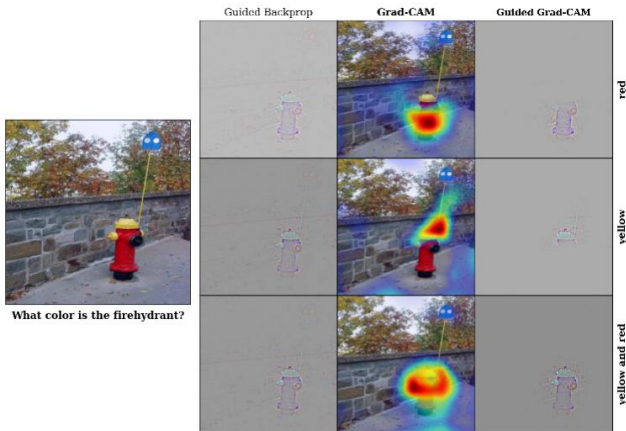 Guided Backprop
Grad-CAM
Guided Grad-CAM
red
What color is the firehydrant?
yellow
yellow and red